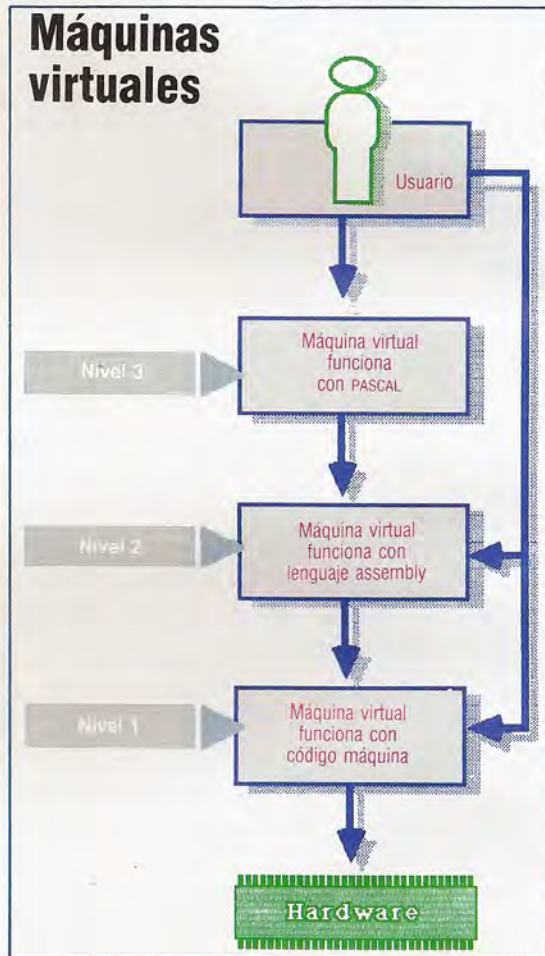 Máquinas
virtuales
Usuario
Máquina virtual
funciona
con PASCAL
Nivel 3
Máquina virtual
funciona con
lenguaje assembly
Nivel 2
Máquina virtual
funciona con
código máquina
Nivel 1
Hardware